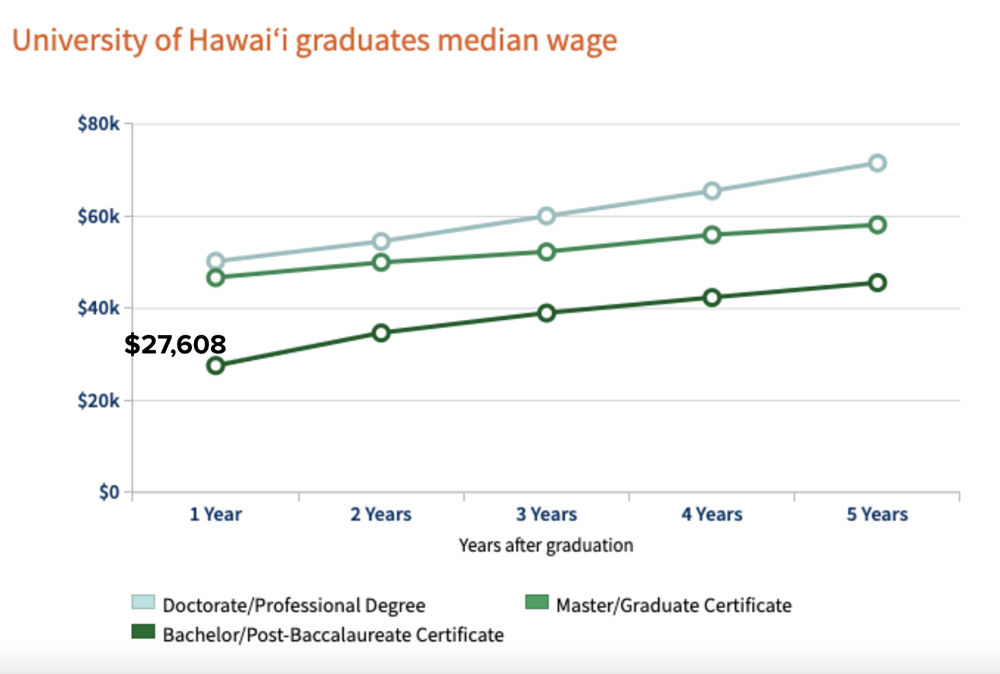 University of Hawaiʻi graduates median wage
$80k
$60k
$40k
$27,608
$20k
$0
1 Year 2 Years 3 Years 4 Years 5 Years
Years after graduation
Doctorate/Professional Degree Master/Graduate Certificate
Bachelor/Post-Baccalaureate Certificate